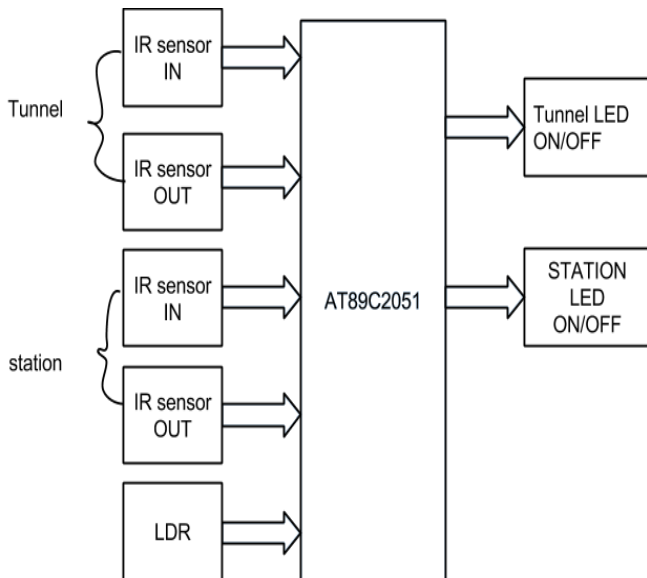 IR sensor
IN
Tunnel
IR sensor
OUT
IR sensor
IN
station
IR sensor
OUT
LDR
AT89C2051
Tunnel LED
ON/OFF
STATION
LED
ON/OFF